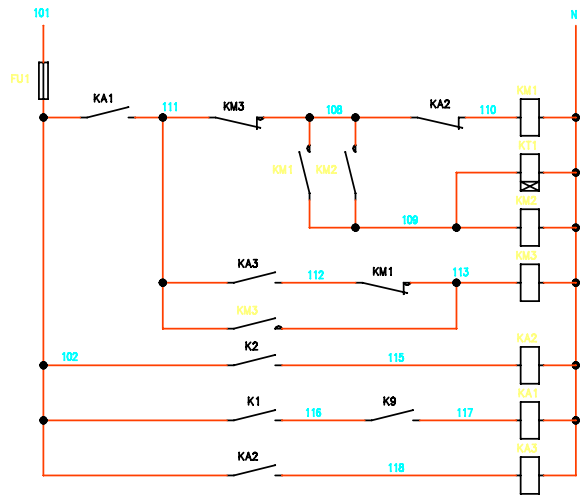 101 N
FU1 KM1
KA1 111 KM3 108 KA2 110
KT1
KM1 KM2
KM2
109
KM3
KA3 112 KM1 113
KM3
KA2
102 K2 115
KA1
K1 116 K9 117
KA3
KA2 118